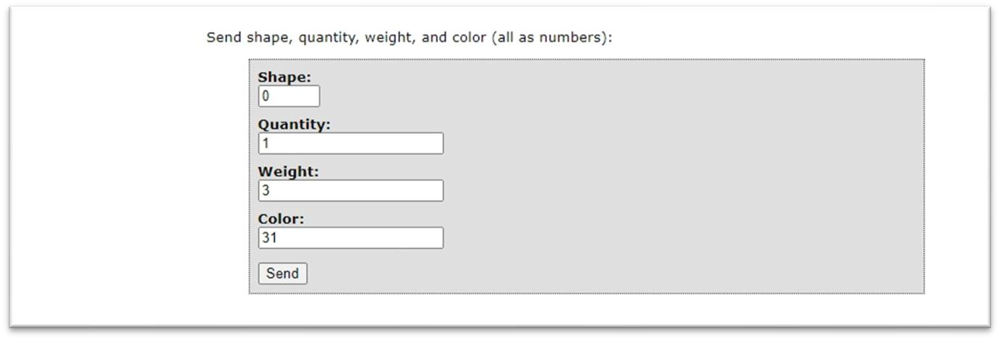 Send shape, quantity, weight, and color (all as numbers):
Shape:
0
Quantity:
1
Weight:
3
Color:
31
Send